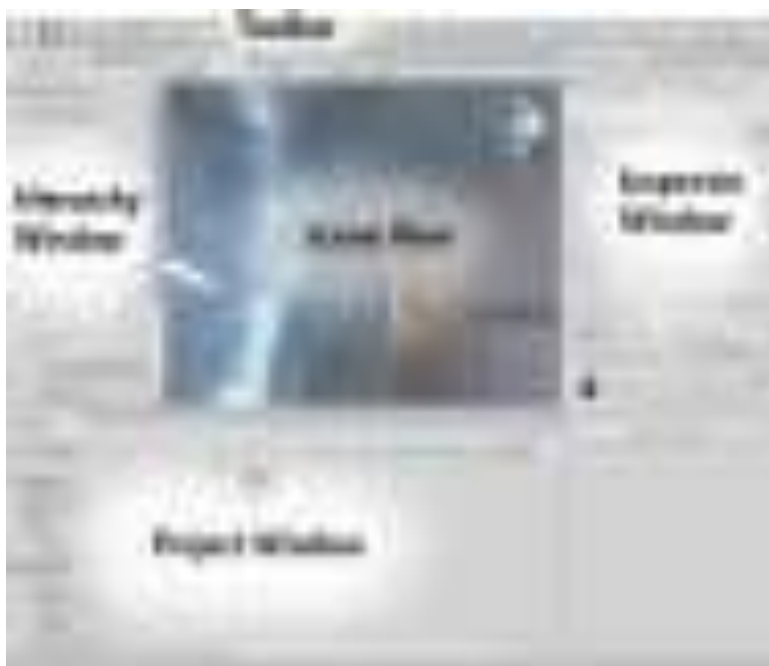 Toolbar
Hierarchy
Window
Scene View
Inspector
Window
Project Window